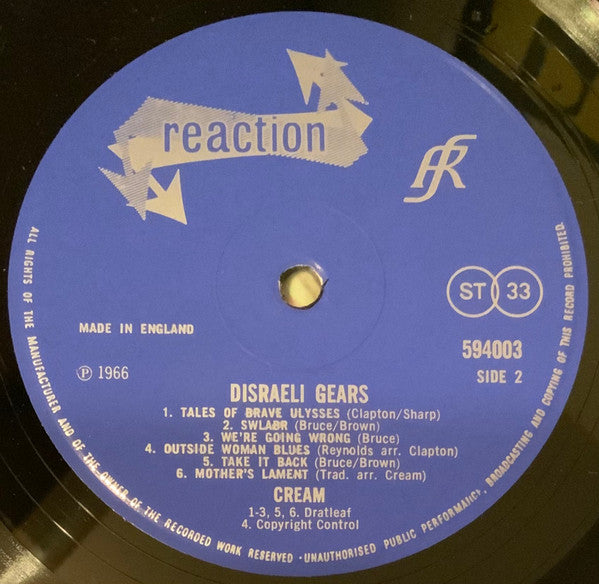 reaction
ST 33
MADE IN ENGLAND
594003
℗ 1966
SIDE 2
DISRAELI GEARS
1. TALES OF BRAVE ULYSSES (Clapton/Sharp)
2. SWLABR (Bruce/Brown)
3. WE'RE GOING WRONG (Bruce)
4. OUTSIDE WOMAN BLUES (Reynolds arr. Clapton)
5. TAKE IT BACK (Bruce/Brown)
6. MOTHER'S LAMENT (Trad. arr. Cream)
CREAM
1-3, 5, 6. Dratleaf
4. Copyright Control
ALL RIGHTS OF THE MANUFACTURER AND OF THE OWNER OF THE RECORDED WORK RESERVED · UNAUTHORISED PUBLIC PERFORMANCE, BROADCASTING AND COPYING OF THIS RECORD PROHIBITED.